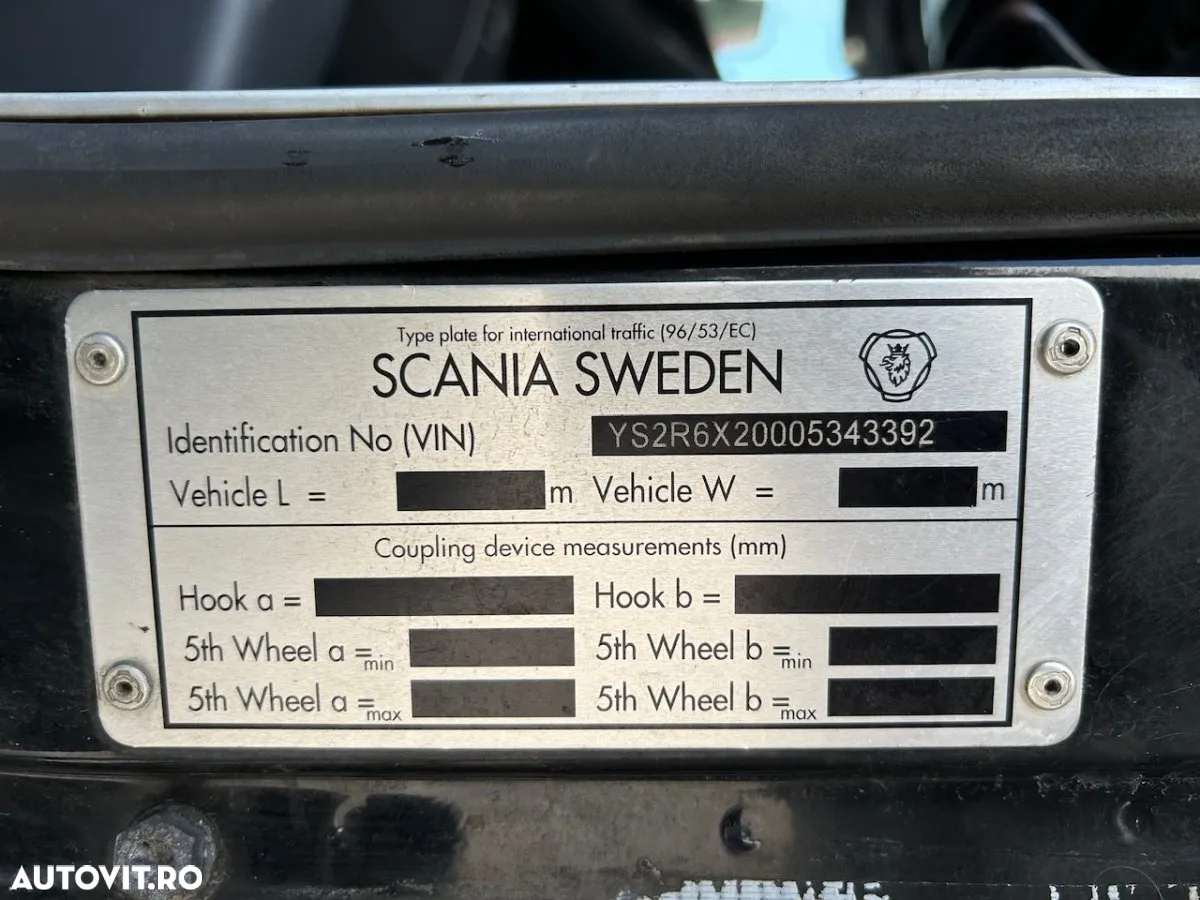 Type plate for international traffic (96/53/EC)
SCANIA SWEDEN
Identification No (VIN) YS2R6X20005343392
Vehicle L = m Vehicle W = m
Coupling device measurements (mm)
Hook a = Hook b =
5th Wheel a =min 5th Wheel b =min
5th Wheel a =max 5th Wheel b =max
AUTOVIT.RO